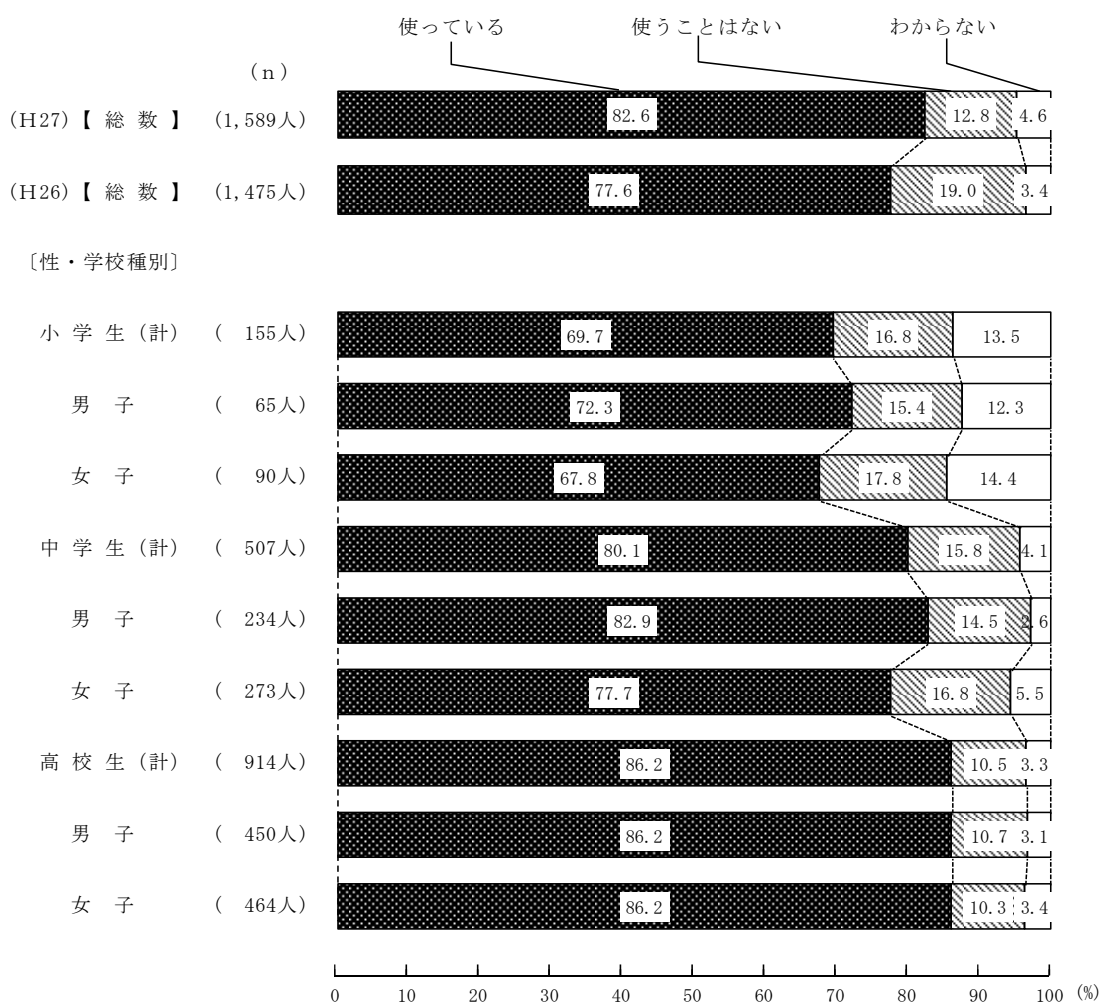 使っている 使うことはない わからない
(n)
(H27)【 総 数 】 (1,589人) 82.6 12.8 4.6
(H26)【 総 数 】 (1,475人) 77.6 19.0 3.4
〔性・学校種別〕
小 学 生 (計) ( 155人) 69.7 16.8 13.5
男 子 ( 65人) 72.3 15.4 12.3
女 子 ( 90人) 67.8 17.8 14.4
中 学 生 (計) ( 507人) 80.1 15.8 4.1
男 子 ( 234人) 82.9 14.5 2.6
女 子 ( 273人) 77.7 16.8 5.5
高 校 生 (計) ( 914人) 86.2 10.5 3.3
男 子 ( 450人) 86.2 10.7 3.1
女 子 ( 464人) 86.2 10.3 3.4
0 10 20 30 40 50 60 70 80 90 100 (%)